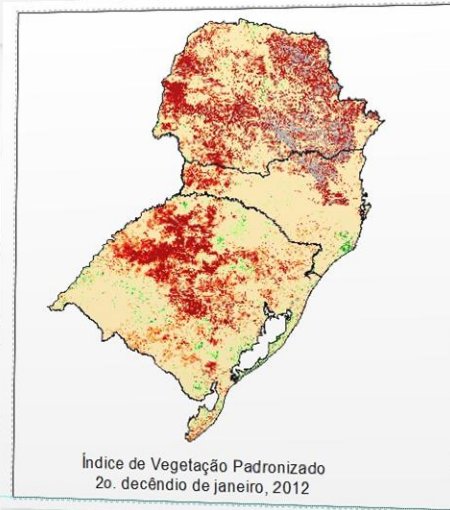 Índice de Vegetação Padronizado
2o. decêndio de janeiro, 2012